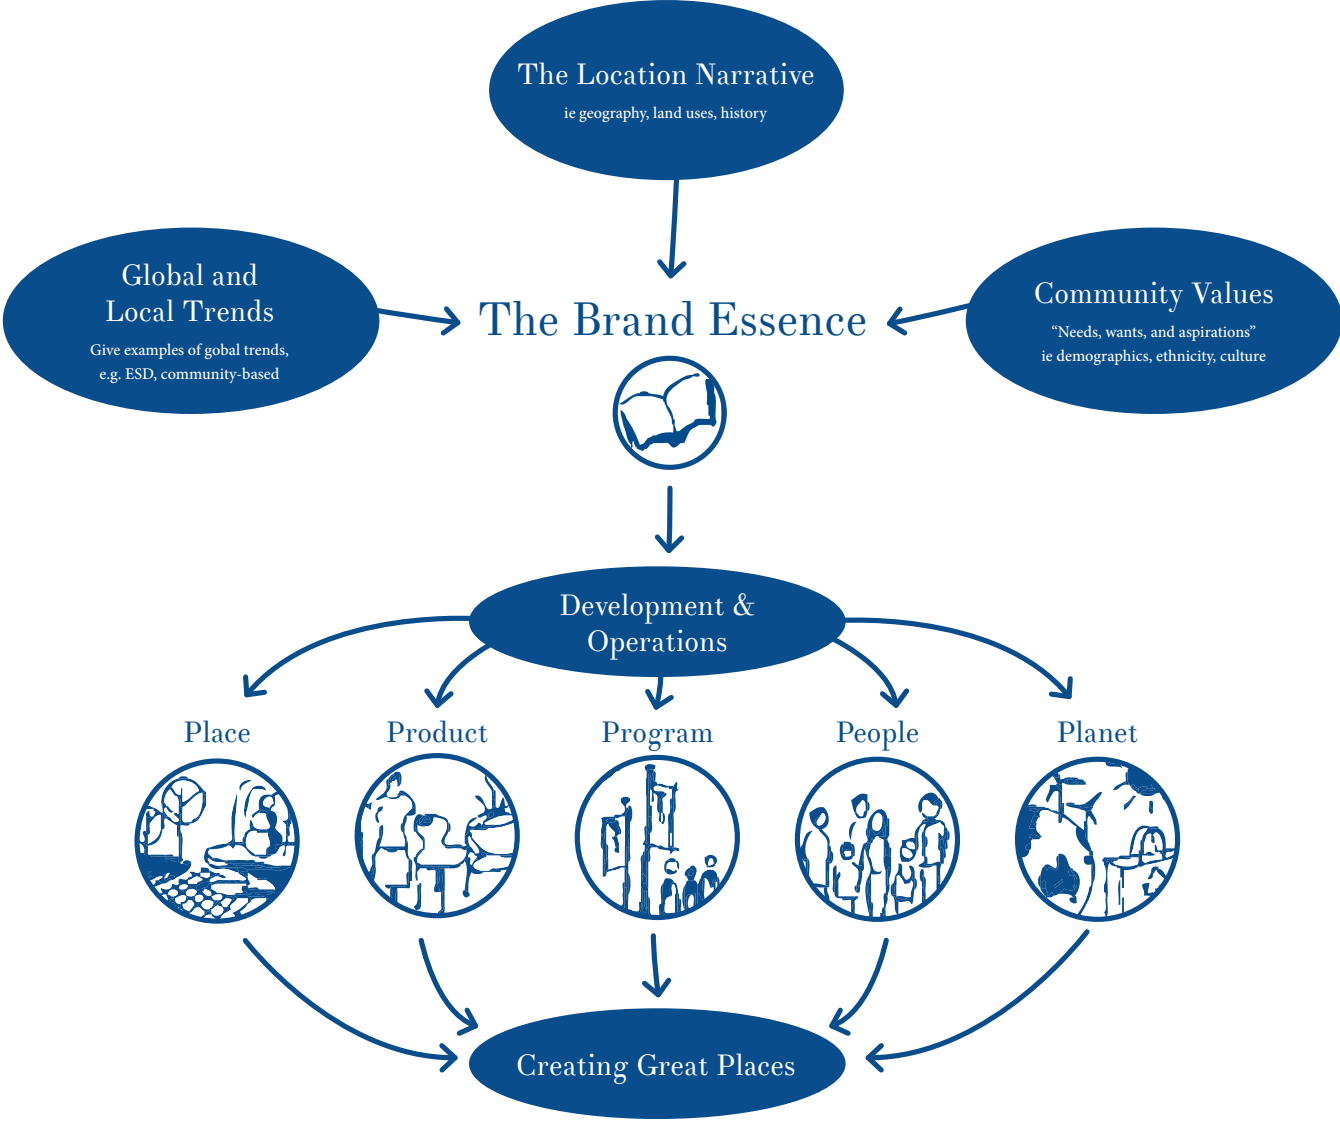 The Location Narrative
ie geography, land uses, history
Global and
Local Trends
Give examples of gobal trends,
e.g. ESD, community-based
The Brand Essence
Community Values
“Needs, wants, and aspirations”
ie demographics, ethnicity, culture
Development &
Operations
Place
Product
Program
People
Planet
Creating Great Places